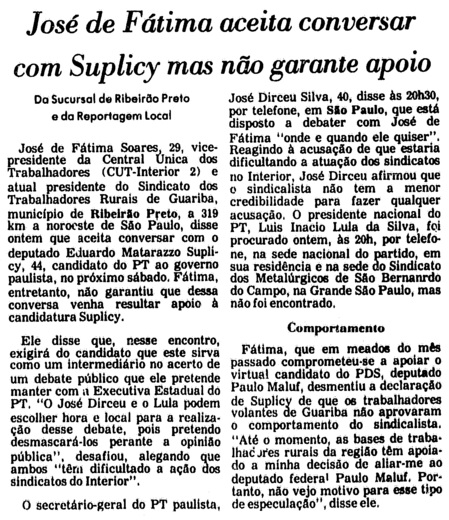 José de Fátima aceita conversar
com Suplicy mas não garante apoio
Da Sucursal de Ribeirão Preto
e da Reportagem Local
José de Fátima Soares, 29, vice-
presidente da Central Única dos
Trabalhadores (CUT-Interior 2) e
atual presidente do Sindicato dos
Trabalhadores Rurais de Guariba,
município de Ribeirão Preto, a 319
km a noroeste de São Paulo, disse
ontem que aceita conversar com o
deputado Eduardo Matarazzo Supli-
cy, 44, candidato do PT ao governo
paulista, no próximo sábado. Fátima,
entretanto, não garantiu que dessa
conversa venha resultar apoio à
candidatura Suplicy.
Ele disse que, nesse encontro,
exigirá do candidato que este sirva
como um intermediário no acerto de
um debate público que ele pretende
manter com a Executiva Estadual do
PT. "O José Dirceu e o Lula podem
escolher hora e local para a realiza-
ção desse debate, pois pretendo
desmascará-los perante a opinião
pública", desafiou, alegando que
ambos "têm dificultado a ação dos
sindicatos do Interior".
O secretário-geral do PT paulista,
José Dirceu Silva, 40, disse às 20h30,
por telefone, em São Paulo, que está
disposto a debater com José de
Fátima "onde e quando ele quiser".
Reagindo à acusação de que estaria
dificultando a atuação dos sindicatos
no Interior, José Dirceu afirmou que
o sindicalista não tem a menor
credibilidade para fazer qualquer
acusação. O presidente nacional do
PT, Luis Inacio Lula da Silva, foi
procurado ontem, às 20h, por telefo-
ne, na sede nacional do partido, em
sua residência e na sede do Sindicato
dos Metalúrgicos de São Bernardo
do Campo, na Grande São Paulo, mas
não foi encontrado.
Comportamento
Fátima, que em meados do mês
passado comprometeu-se a apoiar o
virtual candidato do PDS, deputado
Paulo Maluf, desmentiu a declaração
de Suplicy de que os trabalhadores
volantes de Guariba não aprovaram
o comportamento do sindicalista.
"Até o momento, as bases de traba-
lhadores rurais da região têm apoia-
do a minha decisão de aliar-me ao
deputado federal Paulo Maluf. Por-
tanto, não vejo motivo para esse tipo
de especulação", disse ele.